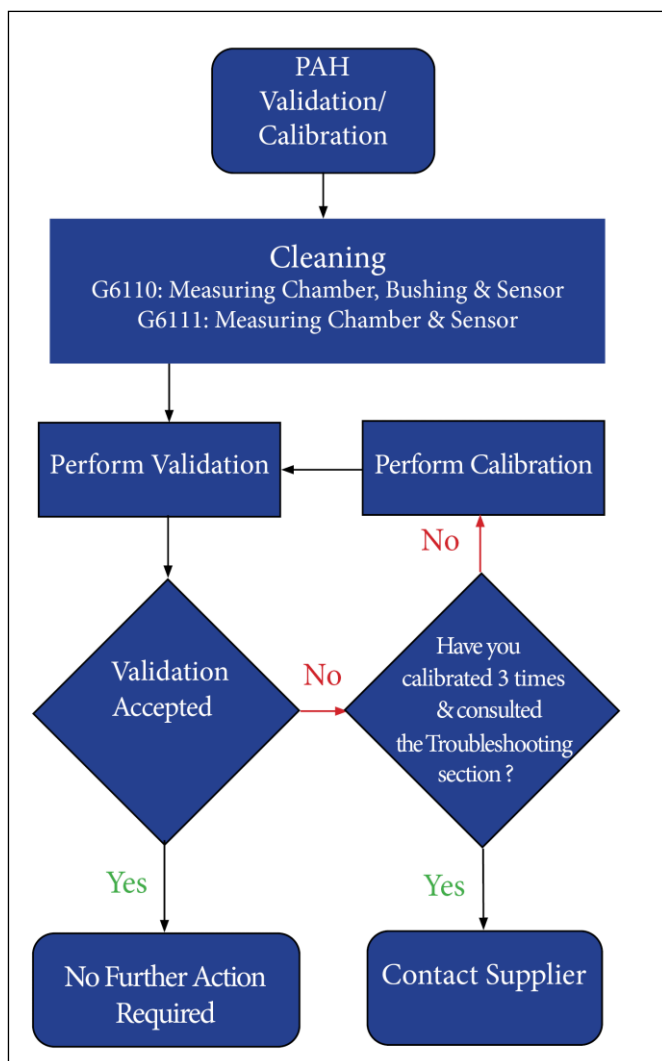 PAH
Validation/
Calibration
Cleaning
G6110: Measuring Chamber, Bushing & Sensor
G6111: Measuring Chamber & Sensor
Perform Validation
Perform Calibration
No
Validation
Accepted
No
Have you
calibrated 3 times
& consulted
the Troubleshooting
section ?
Yes
Yes
No Further Action
Required
Contact Supplier